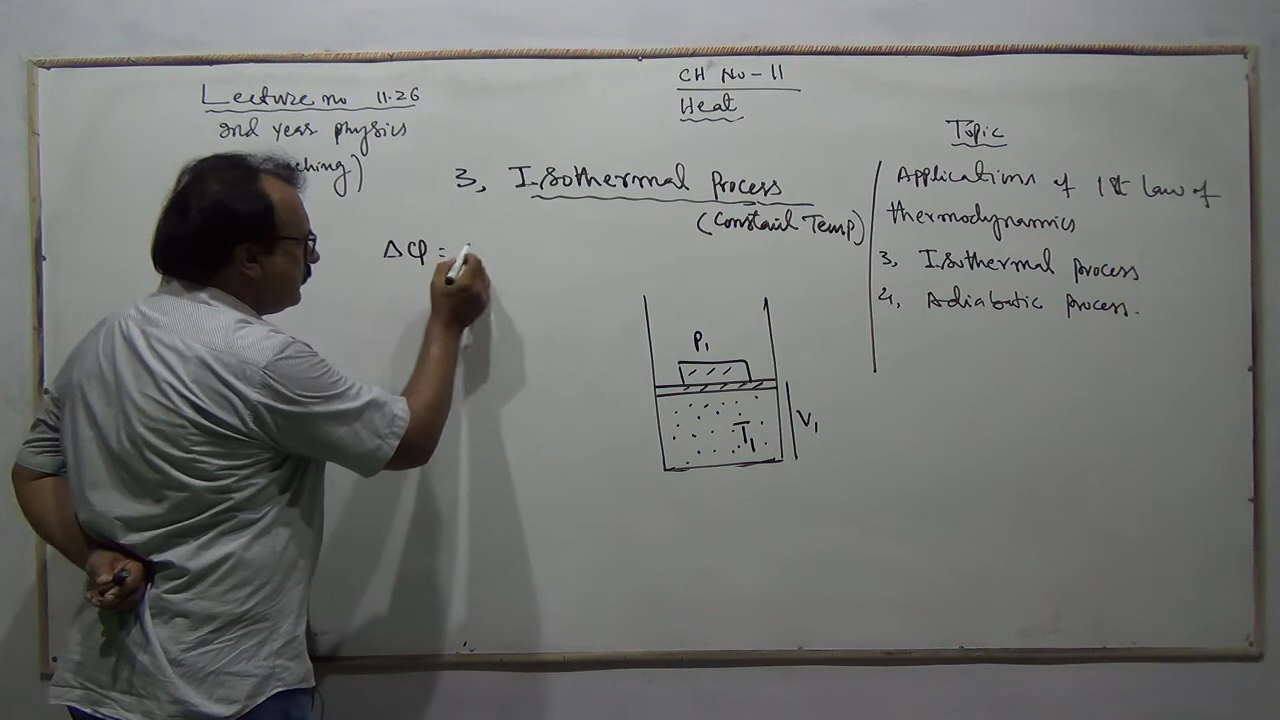 Lecture no 11.26
2nd year physics
CH No - 11
Heat
3, Isothermal Process
(Constant Temp)
ΔQ =
P₁
T₁
V₁
Topic
Applications of 1st Law of
thermodynamics
3, Isothermal process
4, Adiabatic process.